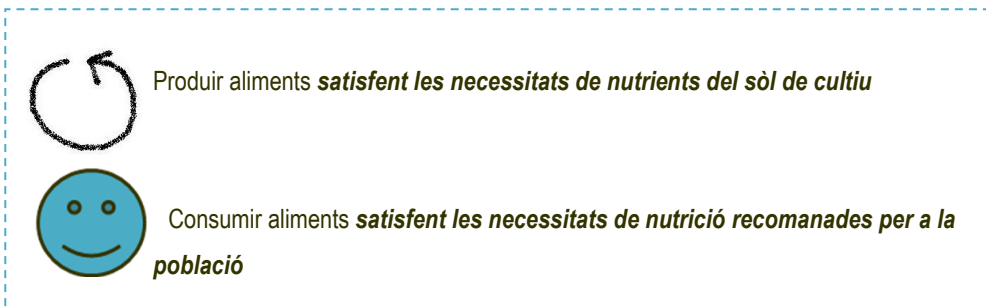 Produir aliments satisfent les necessitats de nutrients del sòl de cultiu
Consumir aliments satisfent les necessitats de nutrició recomanades per a la
població